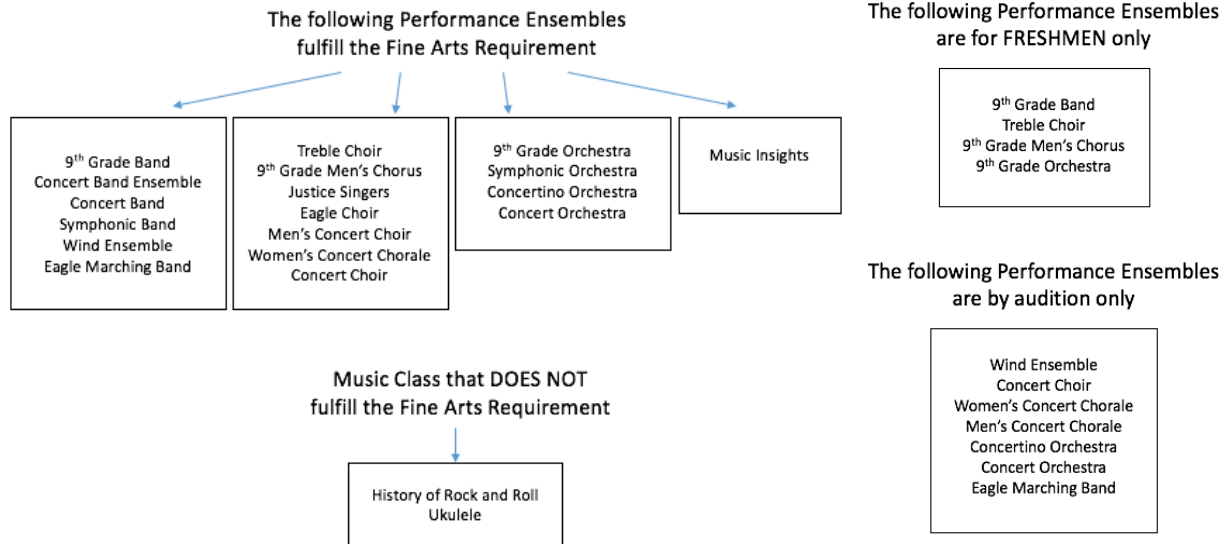 The following Performance Ensembles
fulfill the Fine Arts Requirement
9th Grade Band
Concert Band Ensemble
Concert Band
Symphonic Band
Wind Ensemble
Eagle Marching Band
Treble Choir
9th Grade Men's Chorus
Justice Singers
Eagle Choir
Men's Concert Choir
Women's Concert Chorale
Concert Choir
9th Grade Orchestra
Symphonic Orchestra
Concertino Orchestra
Concert Orchestra
Music Insights
Music Class that DOES NOT
fulfill the Fine Arts Requirement
History of Rock and Roll
Ukulele
The following Performance Ensembles
are for FRESHMEN only
9th Grade Band
Treble Choir
9th Grade Men's Chorus
9th Grade Orchestra
The following Performance Ensembles
are by audition only
Wind Ensemble
Concert Choir
Women's Concert Chorale
Men's Concert Chorale
Concertino Orchestra
Concert Orchestra
Eagle Marching Band